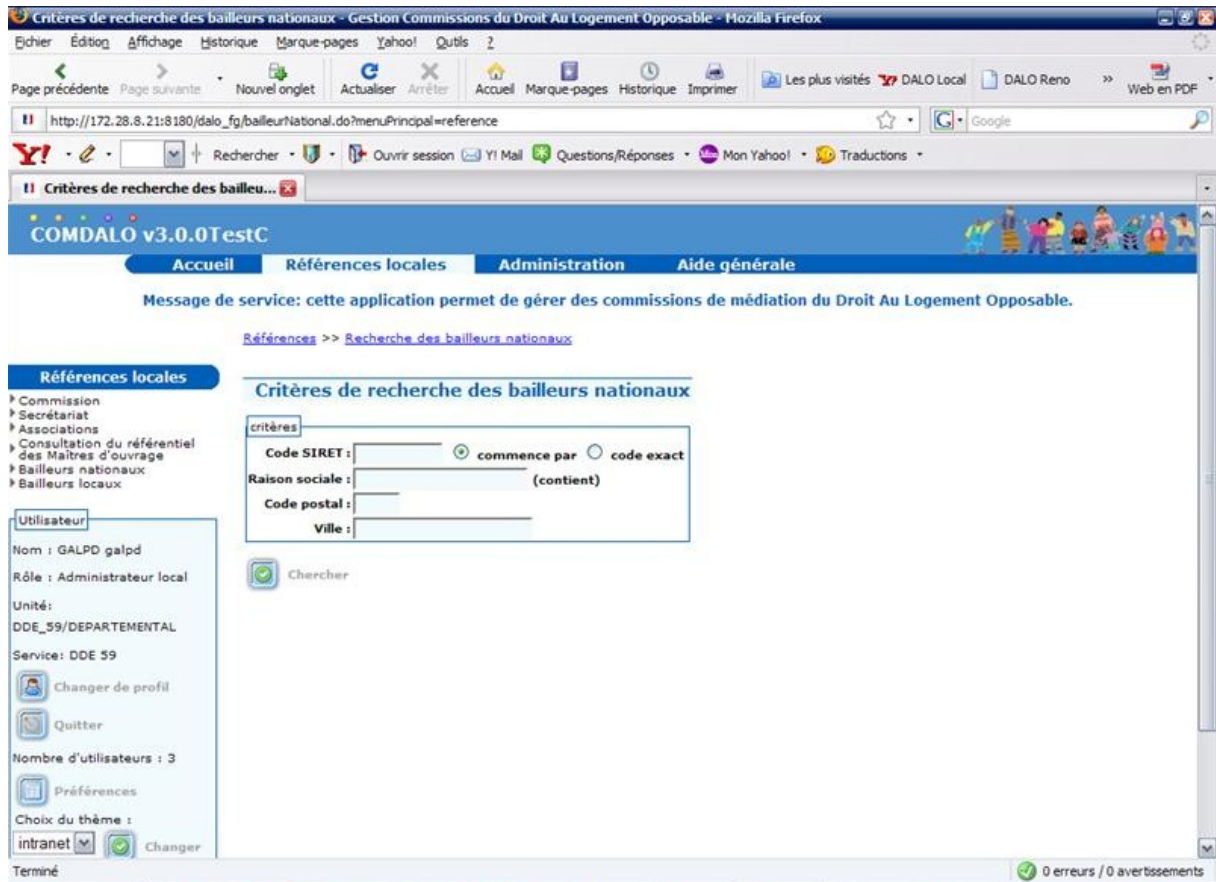 Critères de recherche des bailleurs nationaux - Gestion Commissions du Droit Au Logement Opposable - Mozilla Firefox
Fichier Édition Affichage Historique Marque-pages Yahoo! Outils ?
Page précédente Page suivante Nouvel onglet Actualiser Arrêter Accueil Marque-pages Historique Imprimer Les plus visités DALO Local DALO Reno » Web en PDF
http://172.28.8.21:8180/dalo_fg/bailleurNational.do?menuPrincipal=reference G Google
Y! Rechercher Ouvrir session Y! Mail Questions/Réponses Mon Yahoo! Traductions
Critères de recherche des bailleu...
COMDALO v3.0.0TestC
Accueil Références locales Administration Aide générale
Message de service: cette application permet de gérer des commissions de médiation du Droit Au Logement Opposable.
Références >> Recherche des bailleurs nationaux
Références locales
Commission
Secrétariat
Associations
Consultation du référentiel
des Maîtres d'ouvrage
Bailleurs nationaux
Bailleurs locaux
Utilisateur
Nom : GALPD galpd
Rôle : Administrateur local
Unité:
DDE_59/DEPARTEMENTAL
Service: DDE 59
Changer de profil
Quitter
Nombre d'utilisateurs : 3
Préférences
Choix du thème :
intranet Changer
Critères de recherche des bailleurs nationaux
critères
Code SIRET : commence par code exact
Raison sociale : (contient)
Code postal :
Ville :
Chercher
Terminé 0 erreurs / 0 avertissements